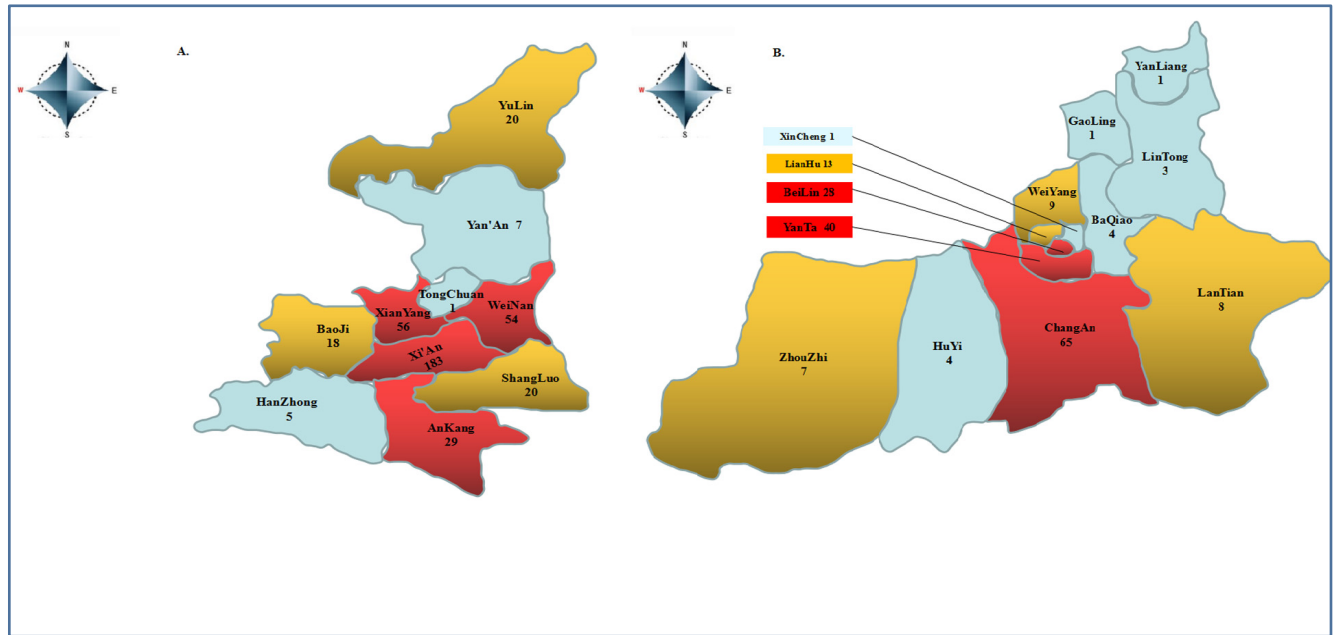 A.
N
W
E
S
YuLin
20
Yan'An 7
TongChuan
1
WeiNan
54
XianYang
56
BaoJi
18
Xi'An
183
ShangLuo
20
HanZhong
5
AnKang
29
B.
N
W
E
S
YanLiang
1
GaoLing
1
LinTong
3
XinCheng 1
LianHu 13
BeiLin 28
YanTa 40
WeiYang
9
BaQiao
4
LanTian
8
ChangAn
65
HuYi
4
ZhouZhi
7